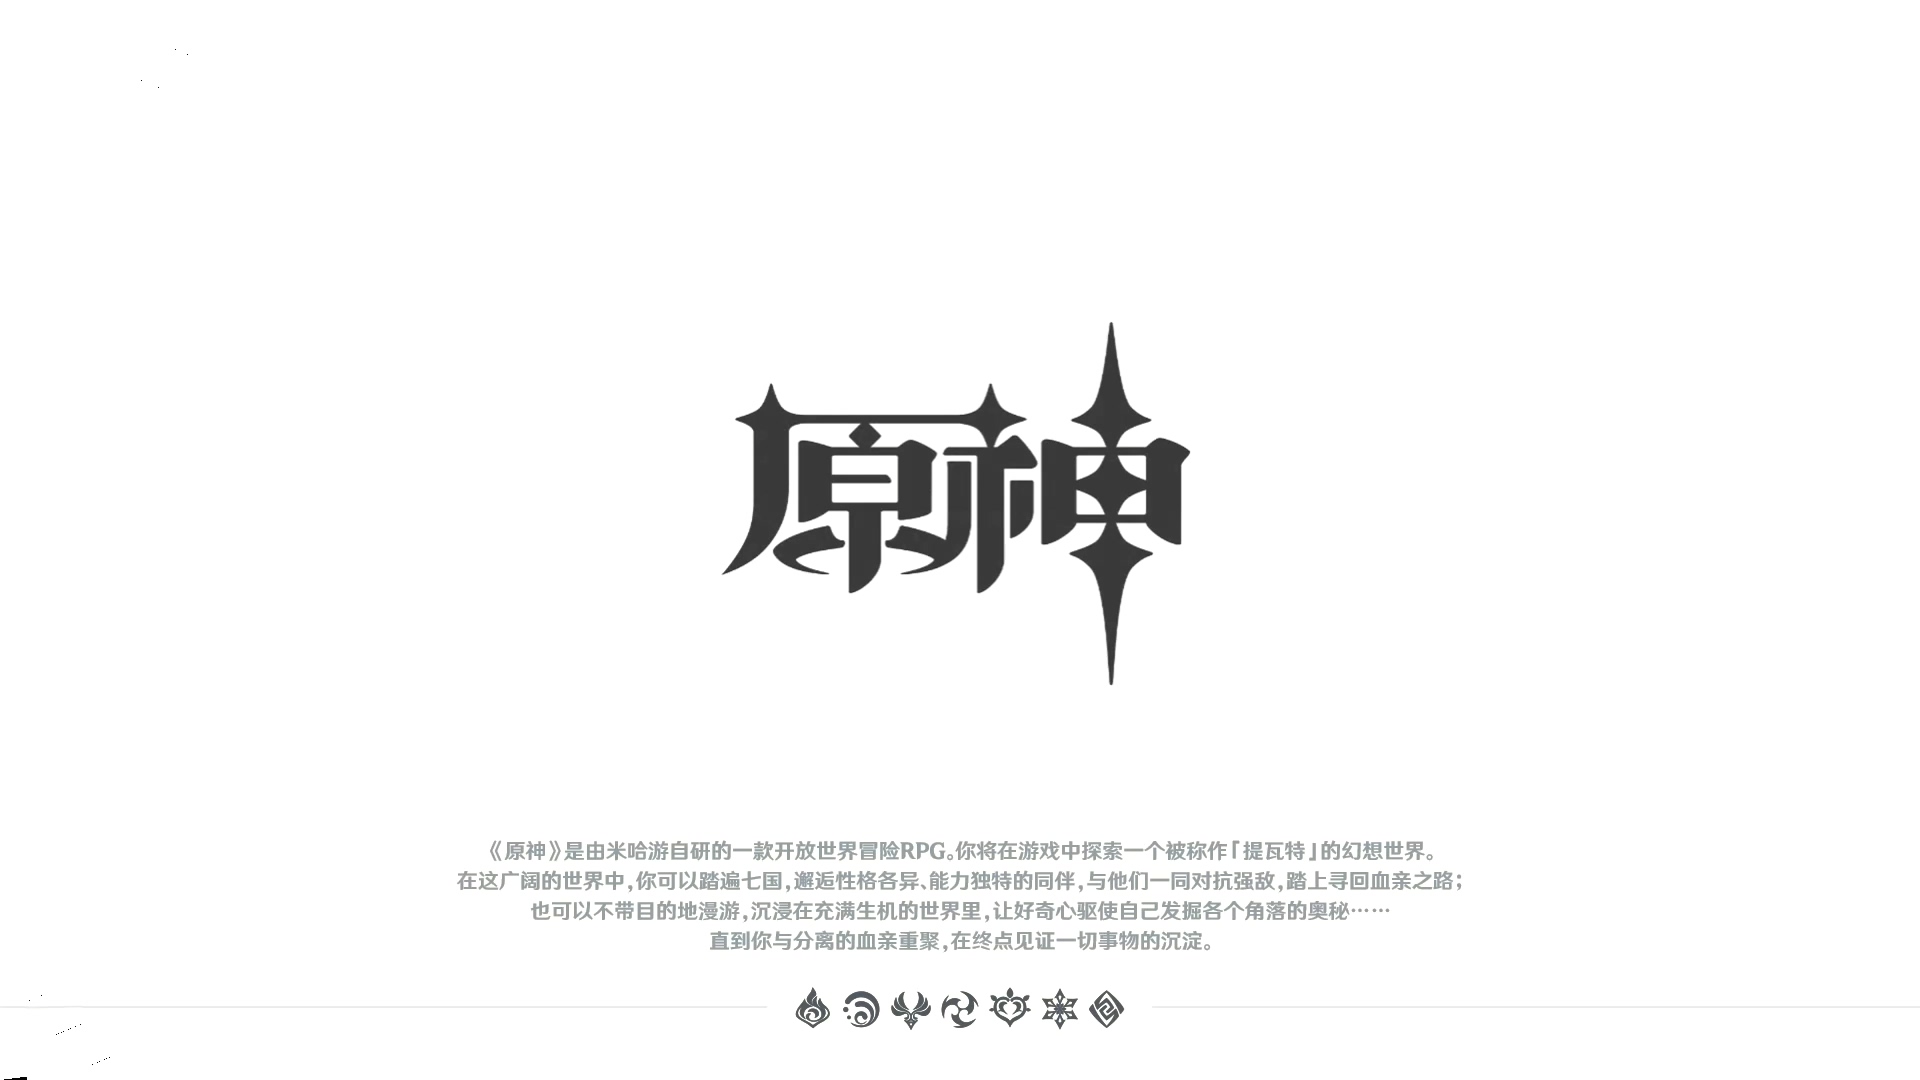 原神
《原神》是由米哈游自研的一款开放世界冒险RPG。你将在游戏中探索一个被称作「提瓦特」的幻想世界。
在这广阔的世界中,你可以踏遍七国,邂逅性格各异、能力独特的同伴,与他们一同对抗强敌,踏上寻回血亲之路;
也可以不带目的地漫游,沉浸在充满生机的世界里,让好奇心驱使自己发掘各个角落的奥秘……
直到你与分离的血亲重聚,在终点见证一切事物的沉淀。